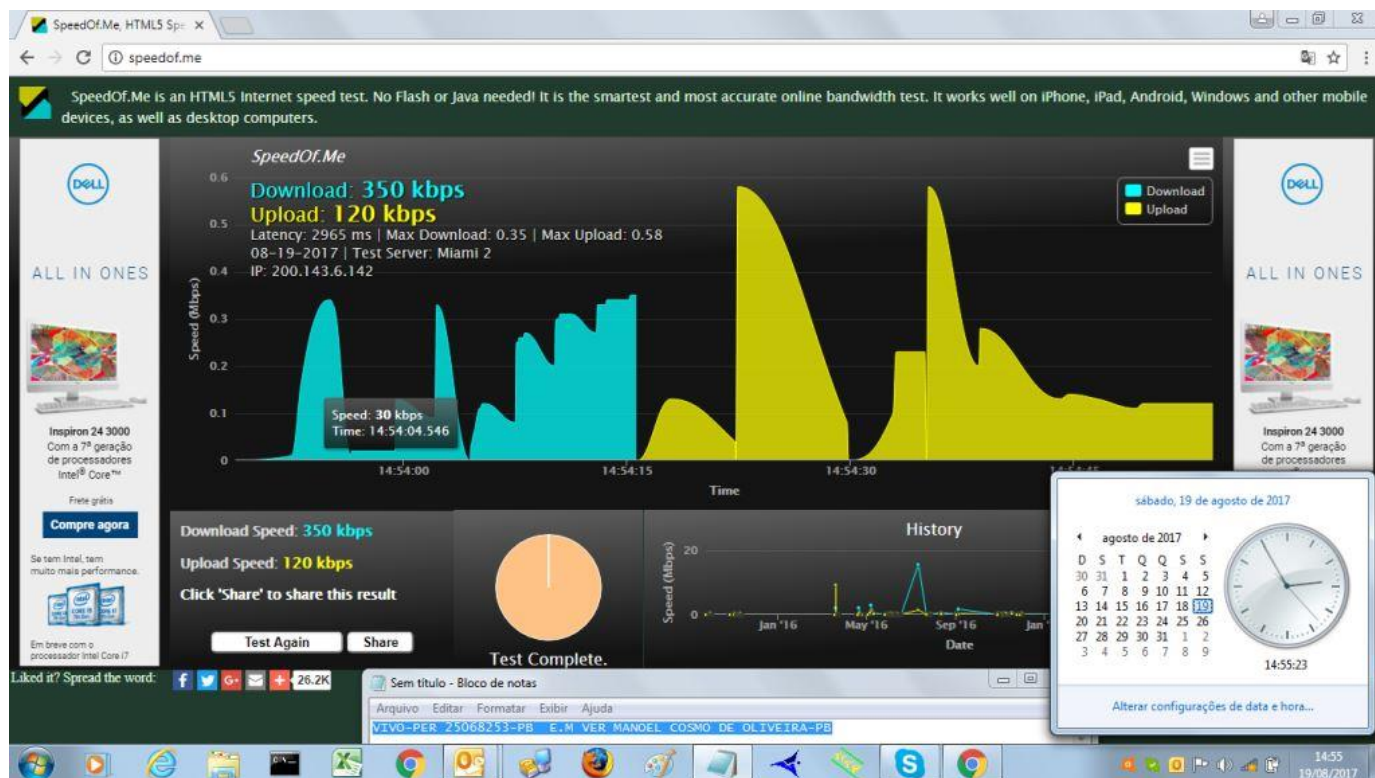 SpeedOf.Me, HTML5 Spe
speedof.me
SpeedOf.Me is an HTML5 Internet speed test. No Flash or Java needed! It is the smartest and most accurate online bandwidth test. It works well on iPhone, iPad, Android, Windows and other mobile
devices, as well as desktop computers.
DELL
ALL IN ONES
Inspiron 24 3000
Com a 7ª geração
de processadores
Intel® Core™
Frete grátis
Compre agora
Se tem Intel, tem
muito mais performance.
Em breve com o
processador Intel Core i7
SpeedOf.Me
Download: 350 kbps
Upload: 120 kbps
Latency: 2965 ms | Max Download: 0.35 | Max Upload: 0.58
08-19-2017 | Test Server: Miami 2
IP: 200.143.6.142
Download
Upload
Speed (Mbps)
0.6
0.5
0.4
0.3
0.2
0.1
0
Speed: 30 kbps
Time: 14:54:04.546
14:54:00
14:54:15
14:54:30
14:54:45
Time
DELL
ALL IN ONES
Inspiron 24 3000
Com a 7ª geração
de processadores
Download Speed: 350 kbps
Upload Speed: 120 kbps
Click 'Share' to share this result
Test Again
Share
Test Complete.
History
Speed (Mbps)
20
0
Jan '16
May '16
Sep '16
Jan '
Date
sábado, 19 de agosto de 2017
agosto de 2017
D S T Q Q S S
30 31 1 2 3 4 5
6 7 8 9 10 11 12
13 14 15 16 17 18 19
20 21 22 23 24 25 26
27 28 29 30 31 1 2
3 4 5 6 7 8 9
14:55:23
Alterar configurações de data e hora...
Liked it? Spread the word:
26.2K
Sem título - Bloco de notas
Arquivo Editar Formatar Exibir Ajuda
VIVO-PER 25068253-PB E.M VER MANOEL COSMO DE OLIVEIRA-PB
14:55
19/08/2017